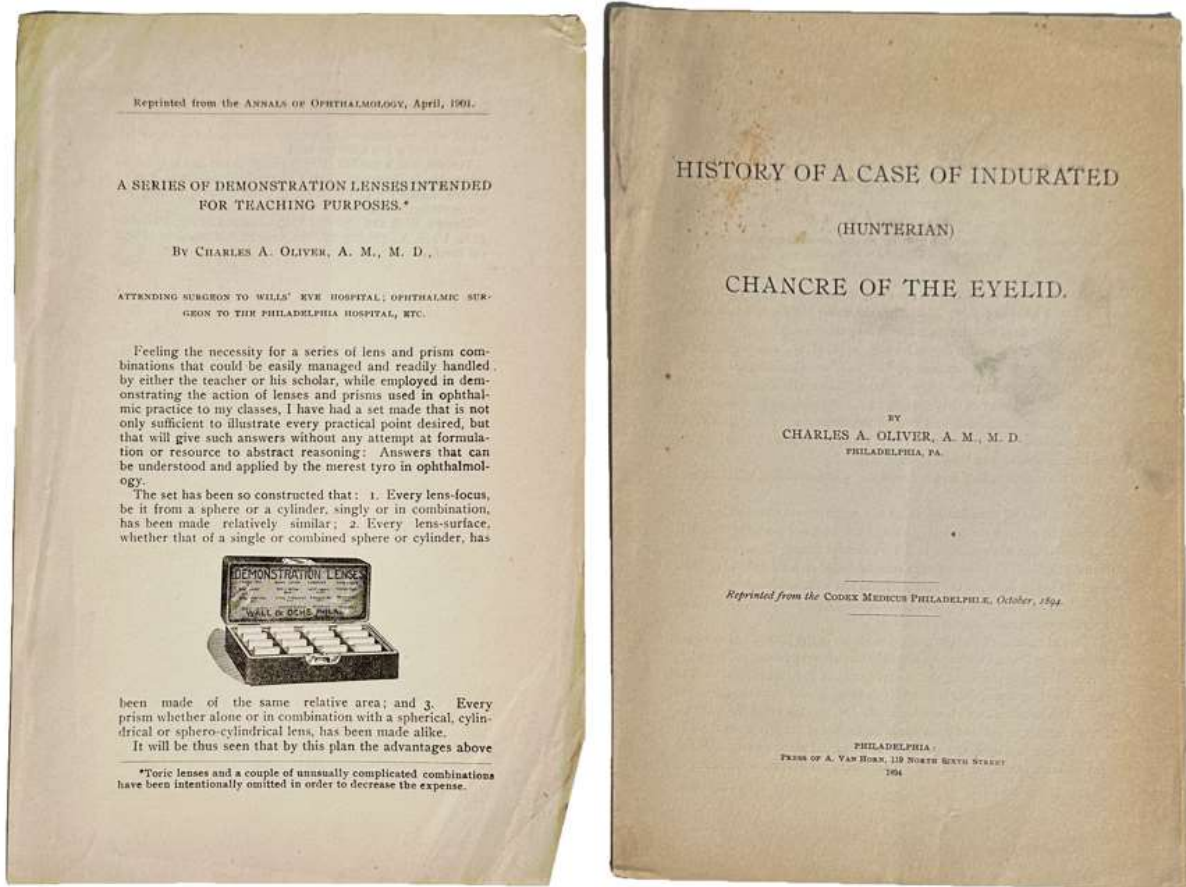 Reprinted from the ANNALS OF OPHTHALMOLOGY, April, 1901.
A SERIES OF DEMONSTRATION LENSES INTENDED
FOR TEACHING PURPOSES.*
BY CHARLES A. OLIVER, A. M., M. D.,
ATTENDING SURGEON TO WILLS' EYE HOSPITAL; OPHTHALMIC SUR-
GEON TO THE PHILADELPHIA HOSPITAL, ETC.
Feeling the necessity for a series of lens and prism com-
binations that could be easily managed and readily handled
by either the teacher or his scholar, while employed in dem-
onstrating the action of lenses and prisms used in ophthal-
mic practice to my classes, I have had a set made that is not
only sufficient to illustrate every practical point desired, but
that will give such answers without any attempt at formula-
tion or resource to abstract reasoning: Answers that can
be understood and applied by the merest tyro in ophthalmol-
ogy.
The set has been so constructed that: 1. Every lens-focus,
be it from a sphere or a cylinder, singly or in combination,
has been made relatively similar; 2. Every lens-surface,
whether that of a single or combined sphere or cylinder, has
DEMONSTRATION LENSES
WALL & OCHS PHILA.
been made of the same relative area; and 3. Every
prism whether alone or in combination with a spherical, cylin-
drical or sphero-cylindrical lens, has been made alike.
It will be thus seen that by this plan the advantages above
*Toric lenses and a couple of unusually complicated combinations
have been intentionally omitted in order to decrease the expense.
HISTORY OF A CASE OF INDURATED
(HUNTERIAN)
CHANCRE OF THE EYELID.
BY
CHARLES A. OLIVER, A. M., M. D.
PHILADELPHIA, PA.
Reprinted from the CODEX MEDICUS PHILADELPHIÆ, October, 1894.
PHILADELPHIA:
PRESS OF A. VAN HORN, 119 NORTH SIXTH STREET
1894